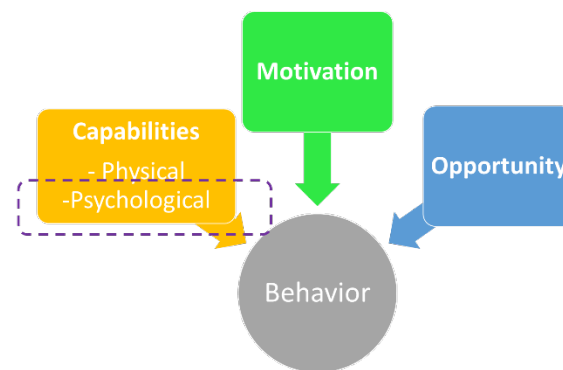 Motivation
Capabilities
- Physical
-Psychological
Opportunity
Behavior